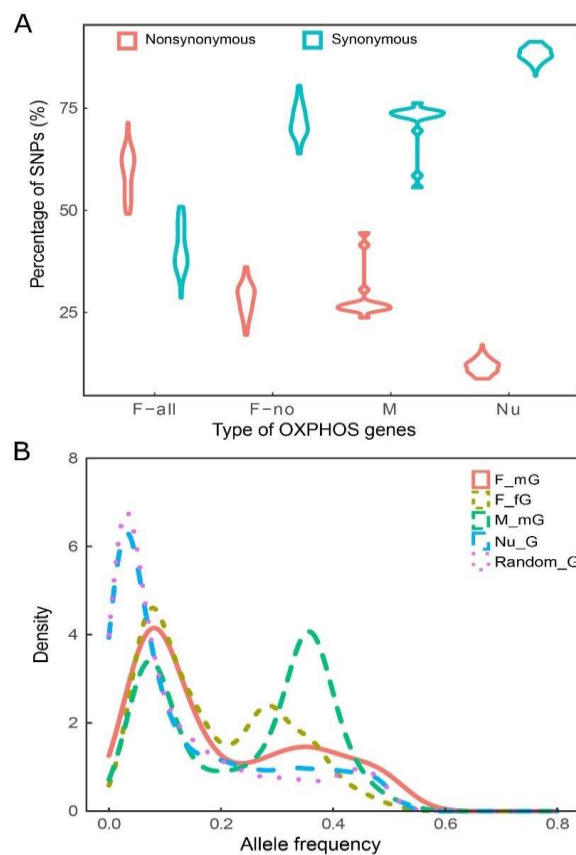 A
Nonsynonymous Synonymous
Percentage of SNPs (%)
75
50
25
F-all F-no M Nu
Type of OXPHOS genes
B
8
6
4
2
0
Density
F_mG
F_fG
M_mG
Nu_G
Random_G
0.0 0.2 0.4 0.6 0.8
Allele frequency